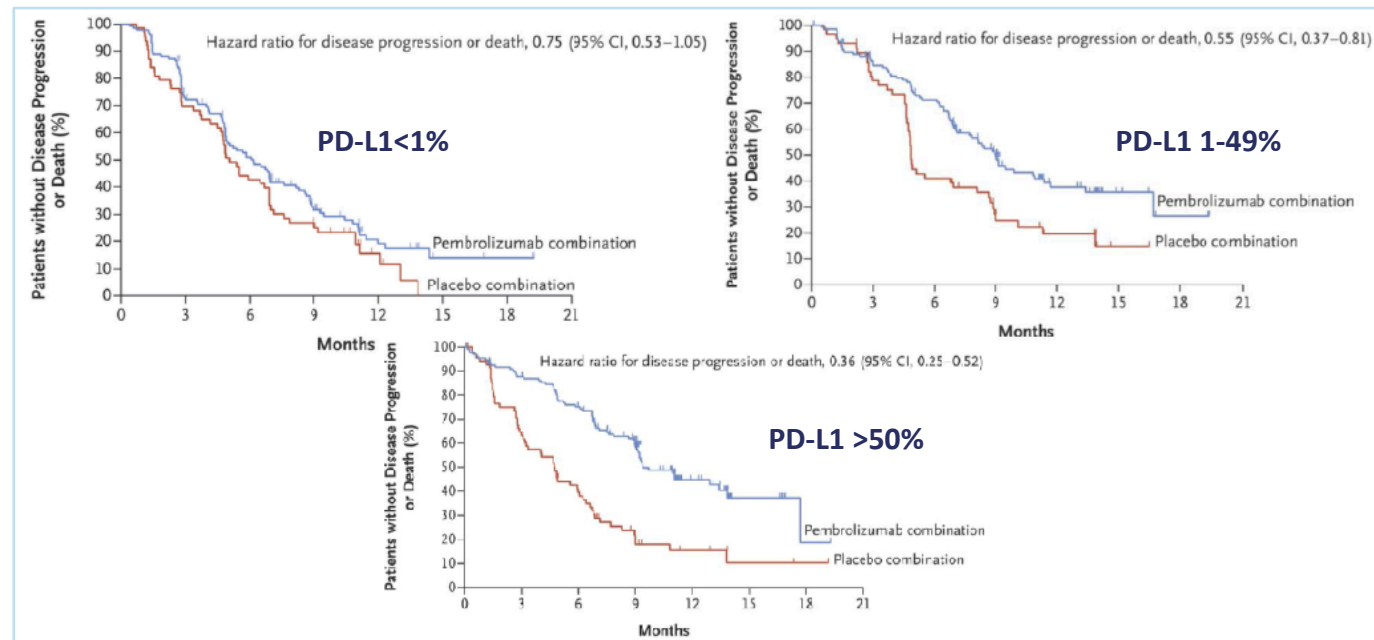 Patients without Disease Progression
or Death (%)
100
90
80
70
60
50
40
30
20
10
0
Hazard ratio for disease progression or death, 0.75 (95% CI, 0.53–1.05)
PD-L1<1%
Pembrolizumab combination
Placebo combination
0 3 6 9 12 15 18 21
Months
Patients without Disease Progression
or Death (%)
100
90
80
70
60
50
40
30
20
10
0
Hazard ratio for disease progression or death, 0.55 (95% CI, 0.37–0.81)
PD-L1 1-49%
Pembrolizumab combination
Placebo combination
0 3 6 9 12 15 18 21
Months
Patients without Disease Progression
or Death (%)
100
90
80
70
60
50
40
30
20
10
0
Hazard ratio for disease progression or death, 0.36 (95% CI, 0.25–0.52)
PD-L1 >50%
Pembrolizumab combination
Placebo combination
0 3 6 9 12 15 18 21
Months